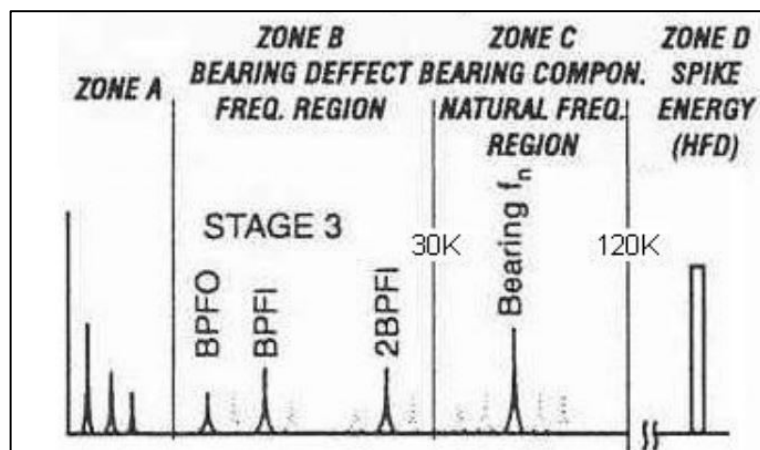 ZONE A
ZONE B
BEARING DEFFECT
FREQ. REGION
ZONE C
BEARING COMPON.
NATURAL FREQ.
REGION
ZONE D
SPIKE
ENERGY
(HFD)
STAGE 3
30K
120K
BPFO
BPFI
2BPFI
Bearing fn